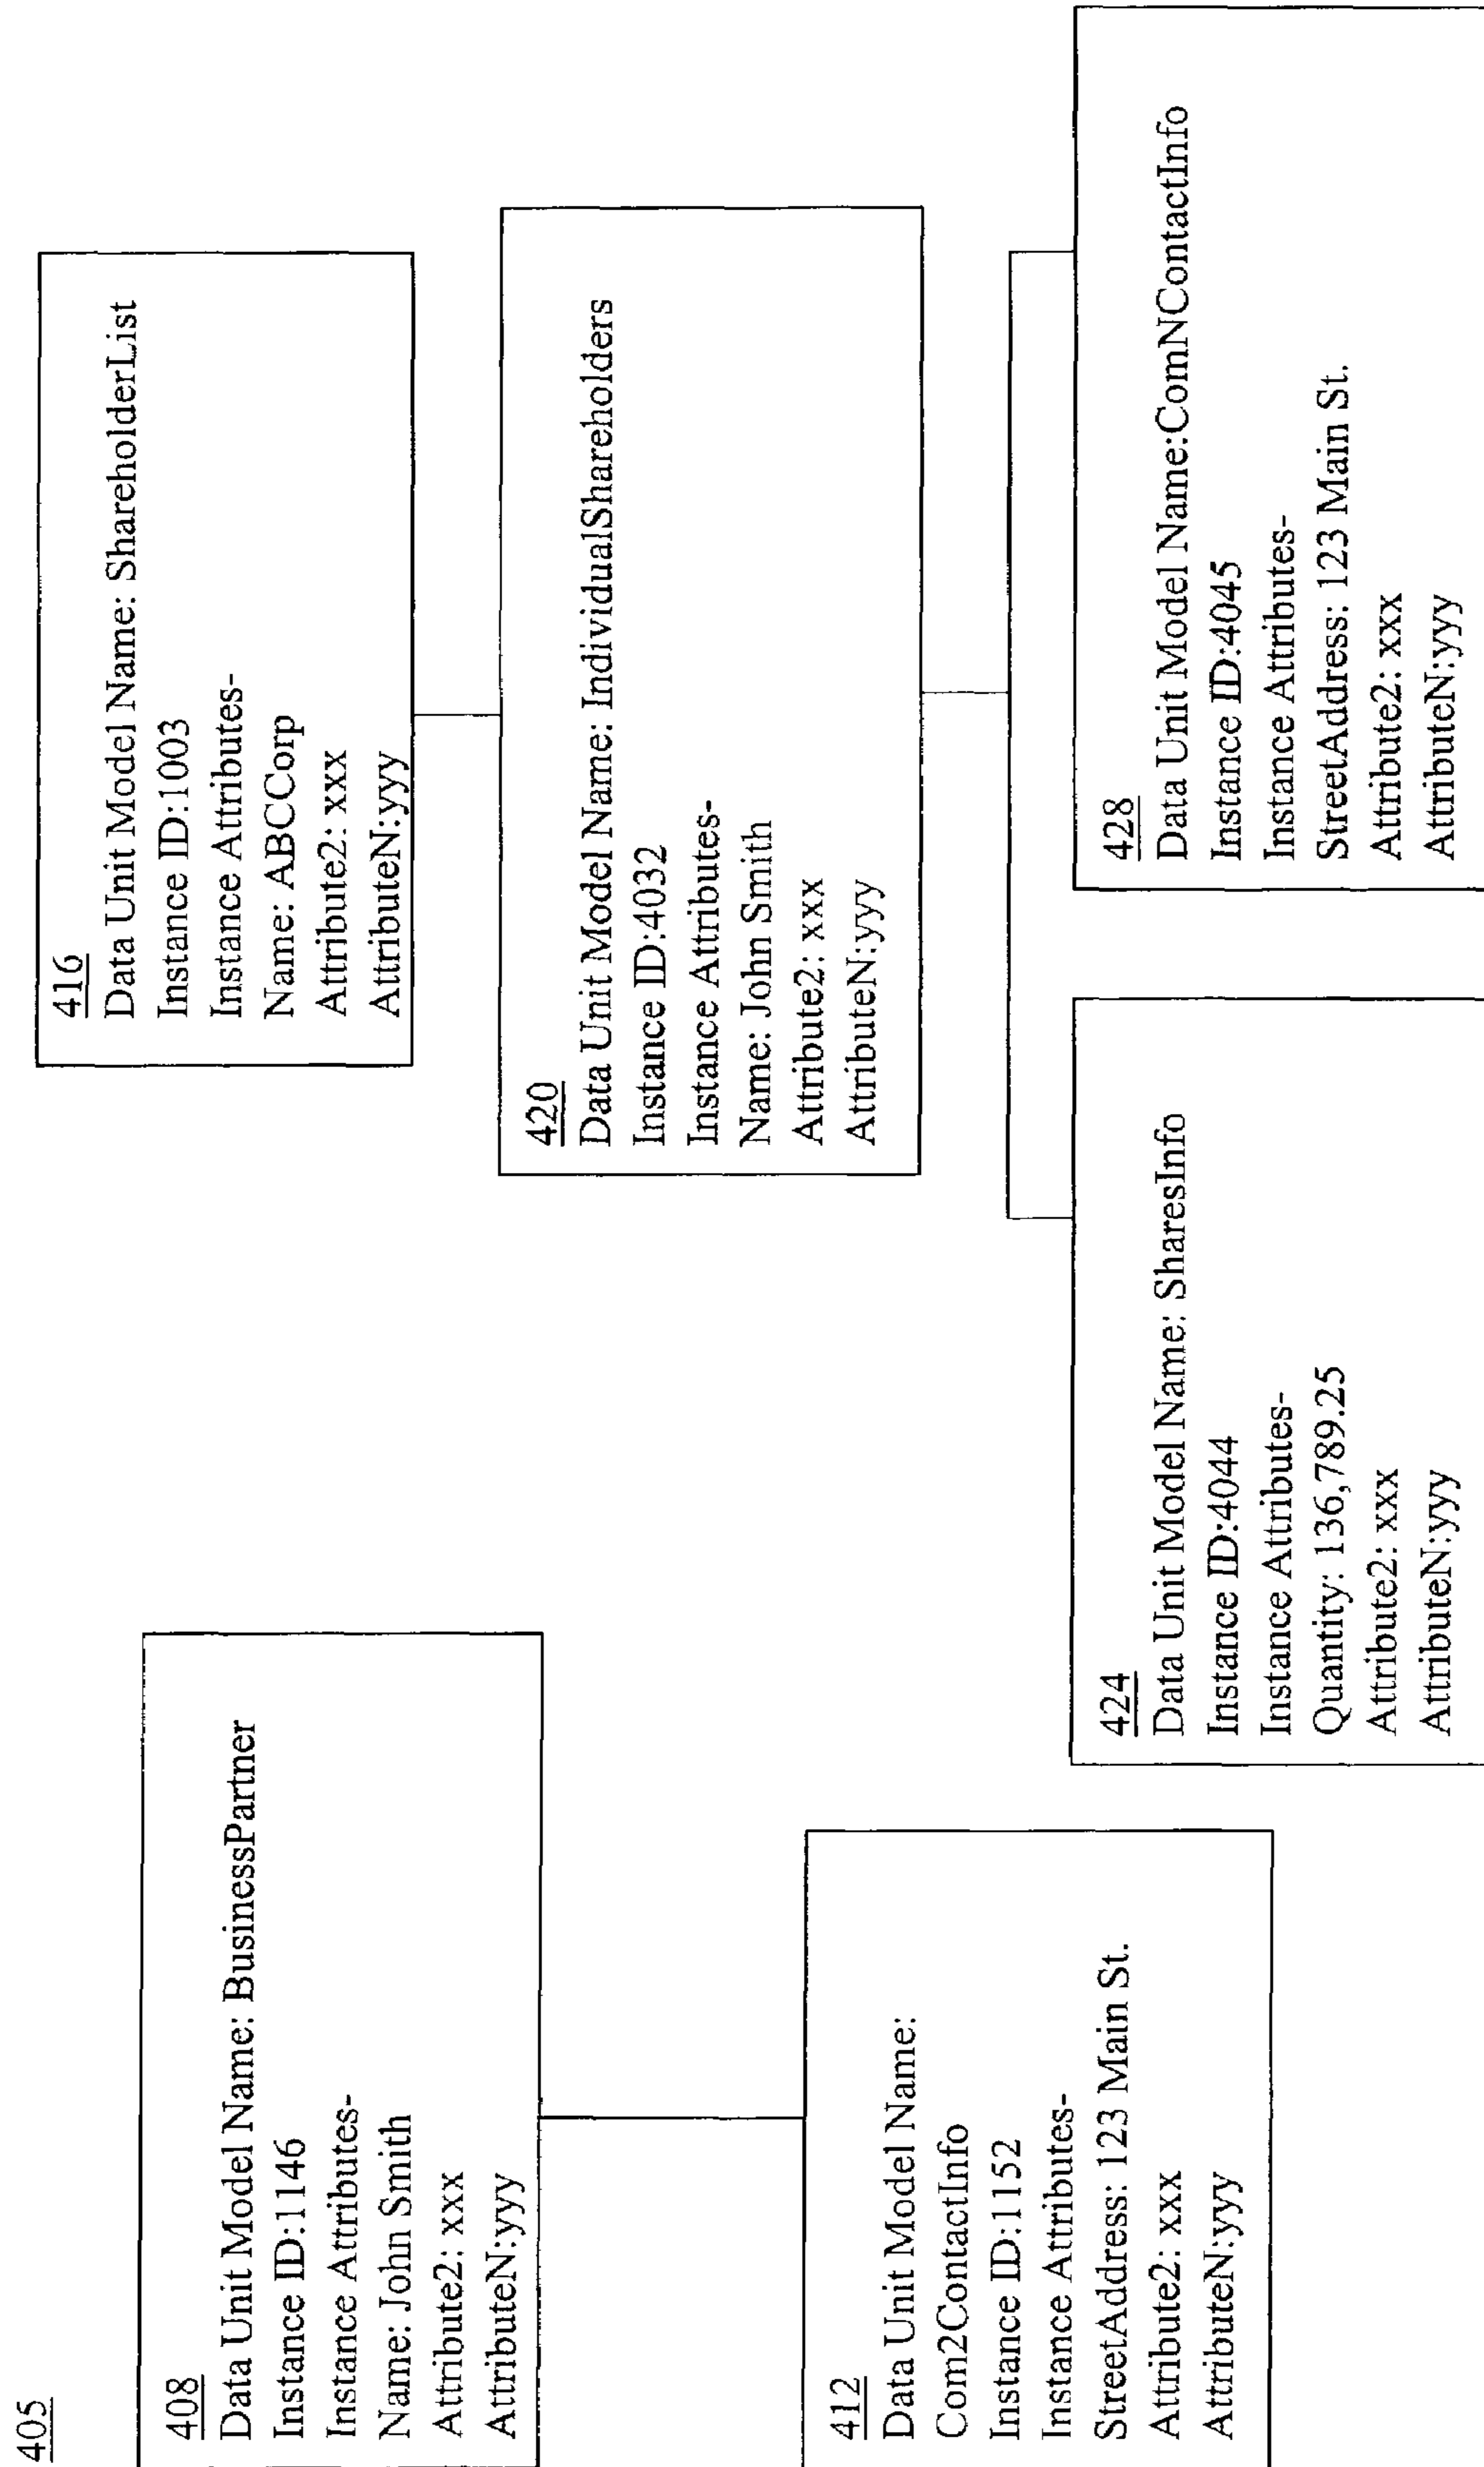 405
408
Data Unit Model Name: BusinessPartner
Instance ID:1146
Instance Attributes-
Name: John Smith
Attribute2: xxx
AttributeN:yyy
412
Data Unit Model Name:
Com2ContactInfo
Instance ID:1152
Instance Attributes-
StreetAddress: 123 Main St.
Attribute2: xxx
AttributeN:yyy
416
Data Unit Model Name: ShareholderList
Instance ID:1003
Instance Attributes-
Name: ABCCorp
Attribute2: xxx
AttributeN:yyy
420
Data Unit Model Name: IndividualShareholders
Instance ID:4032
Instance Attributes-
Name: John Smith
Attribute2: xxx
AttributeN:yyy
424
Data Unit Model Name: SharesInfo
Instance ID:4044
Instance Attributes-
Quantity: 136,789.25
Attribute2: xxx
AttributeN:yyy
428
Data Unit Model Name:ComNContactInfo
Instance ID:4045
Instance Attributes-
StreetAddress: 123 Main St.
Attribute2: xxx
AttributeN:yyy